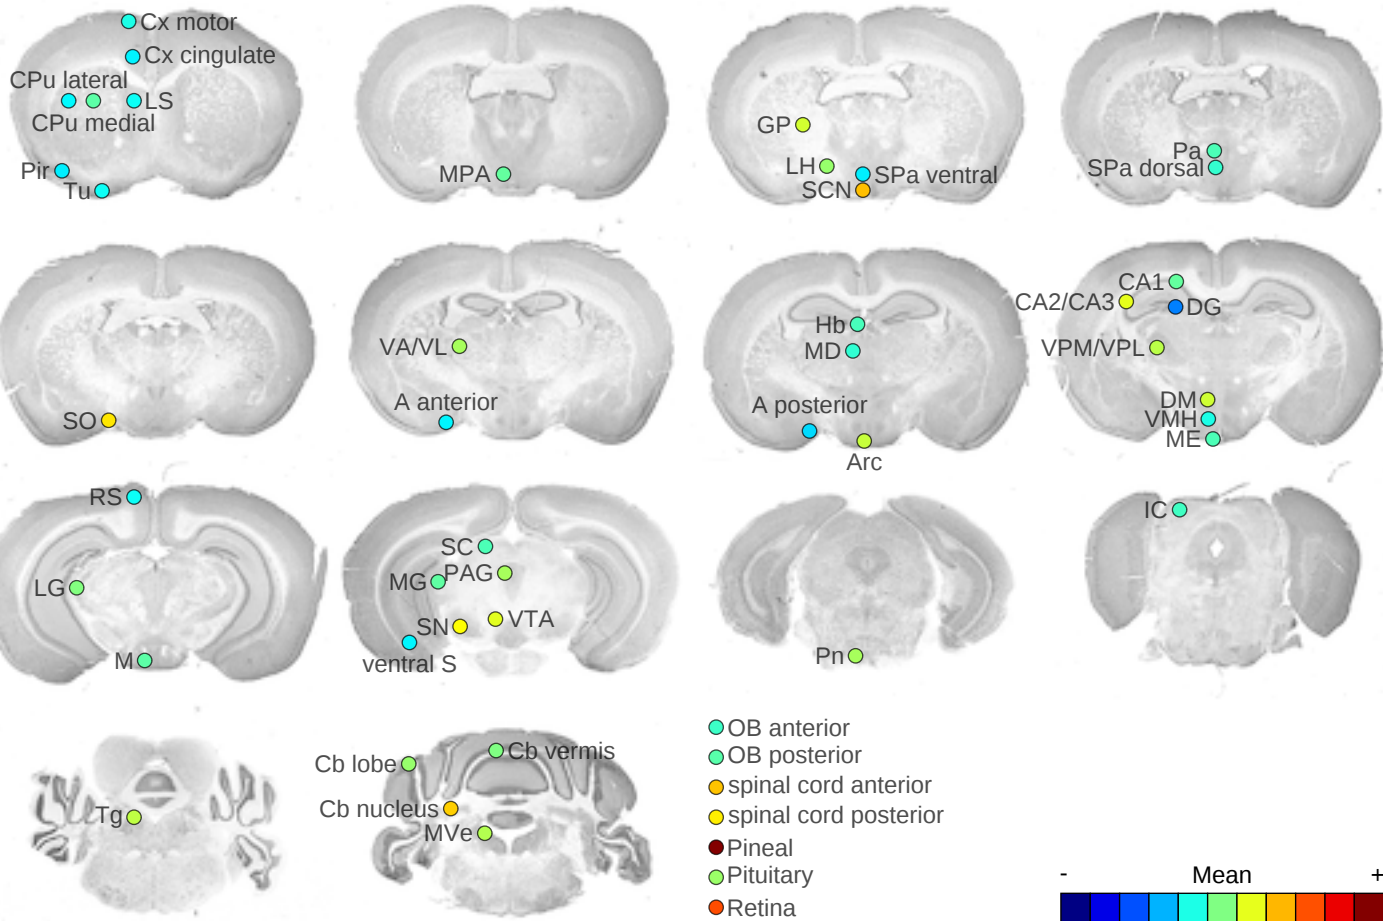 Cx motor
Cx cingulate
CPu lateral
LS
CPu medial
Pir
Tu
MPA
GP
LH
SPa ventral
SCN
Pa
SPa dorsal
SO
VA/VL
A anterior
Hb
MD
A posterior
Arc
CA1
CA2/CA3
DG
VPM/VPL
DM
VMH
ME
RS
LG
M
SC
MG
PAG
SN
VTA
ventral S
Pn
IC
Tg
Cb lobe
Cb vermis
Cb nucleus
MVe
OB anterior
OB posterior
spinal cord anterior
spinal cord posterior
Pineal
Pituitary
Retina
- Mean +